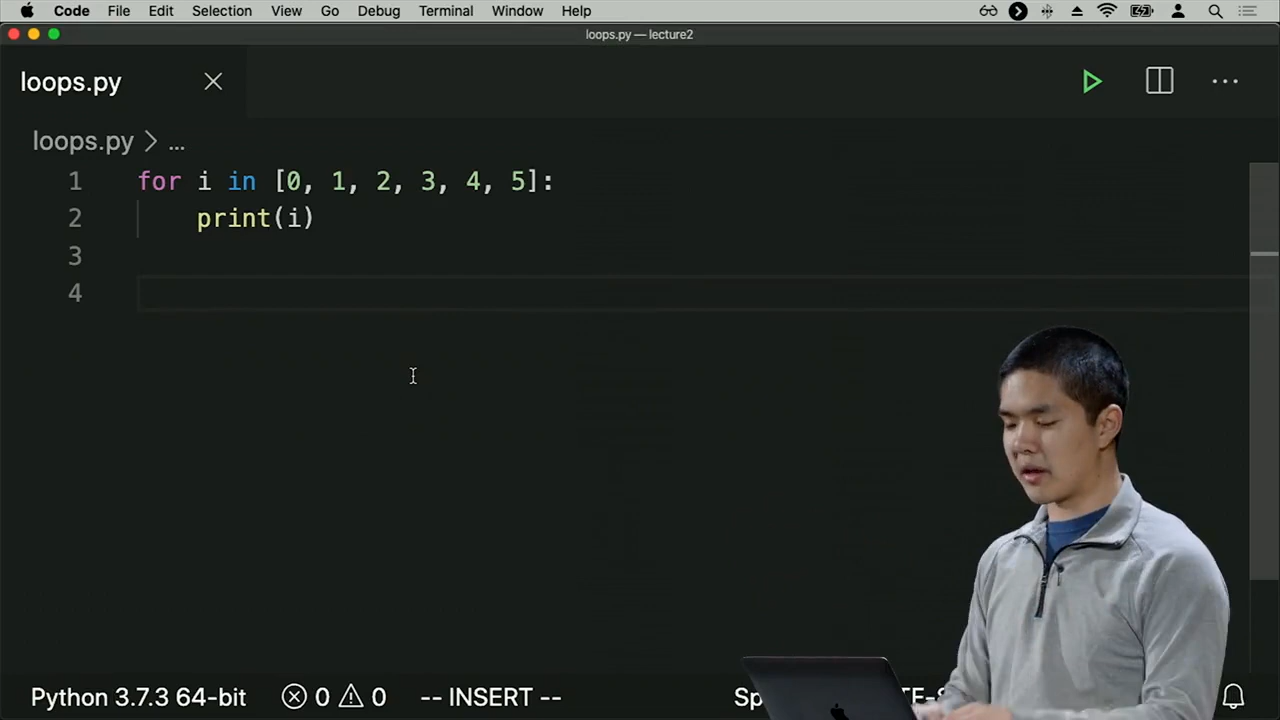 Code File Edit Selection View Go Debug Terminal Window Help
loops.py — lecture2
loops.py
loops.py > ...
1 for i in [0, 1, 2, 3, 4, 5]:
2     print(i)
3
4
Python 3.7.3 64-bit 0 0 -- INSERT --